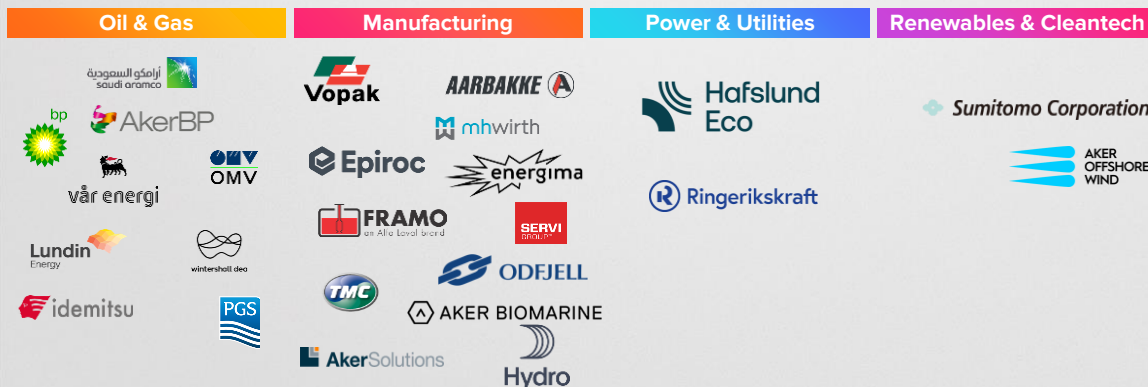 Oil & Gas
Manufacturing
Power & Utilities
Renewables & Cleantech
أرامكو السعودية
saudi aramco
bp
AkerBP
vår energi
OMV
OMV
Lundin
Energy
wintershall dea
idemitsu
PGS
Vopak
AARBAKKE A
mhwirth
Epiroc
energima
FRAMO
an Alfa Laval brand
SERVI
GROUP
TMC
ODFJELL
AKER BIOMARINE
AkerSolutions
Hydro
Hafslund
Eco
R Ringerikskraft
Sumitomo Corporation
AKER
OFFSHORE
WIND